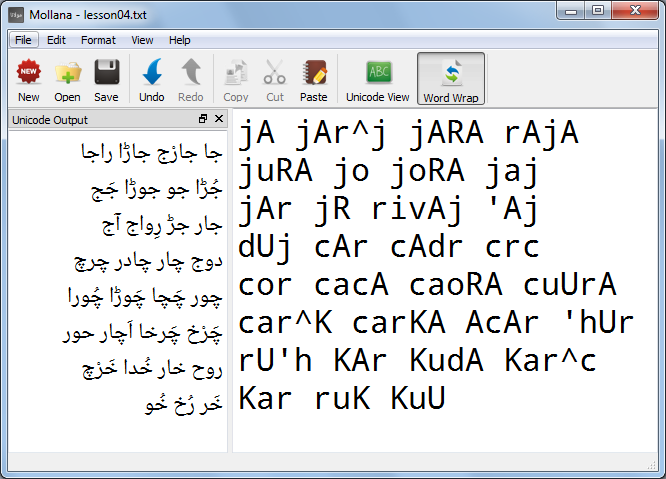 Mollana - lesson04.txt
File Edit Format View Help
New Open Save Undo Redo Copy Cut Paste Unicode View Word Wrap
Unicode Output
جا جارْج جاڑا راجا
جُڑا جو جوڑا جَج
جار جڑ رِواج آج
دوج چار چادر چرچ
چور چَچا چَوڑا چُورا
چَرْخ چَرخا اَچار حور
روح خار خُدا خَرْچ
خَر رُخ خُو
jA jAr^j jARA rAjA
juRA jo joRA jaj
jAr jR rivAj 'Aj
dUj cAr cAdr crc
cor cacA caoRA cuUrA
car^K carKA AcAr 'hUr
rU'h KAr KudA Kar^c
Kar ruK KuU